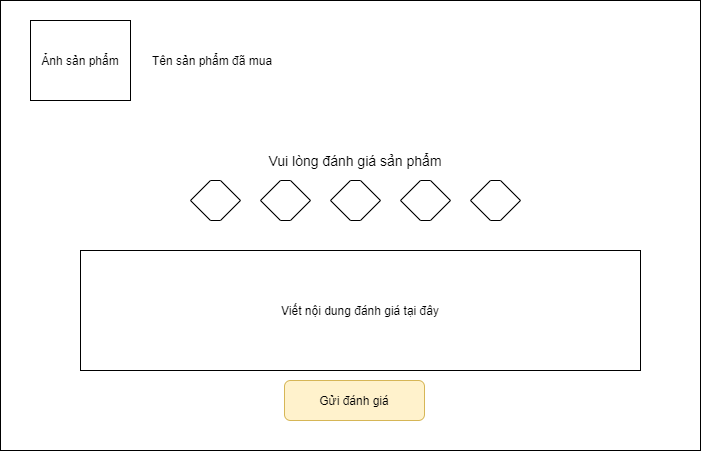 Ảnh sản phẩm
Tên sản phẩm đã mua
Vui lòng đánh giá sản phẩm
Viết nội dung đánh giá tại đây
Gửi đánh giá